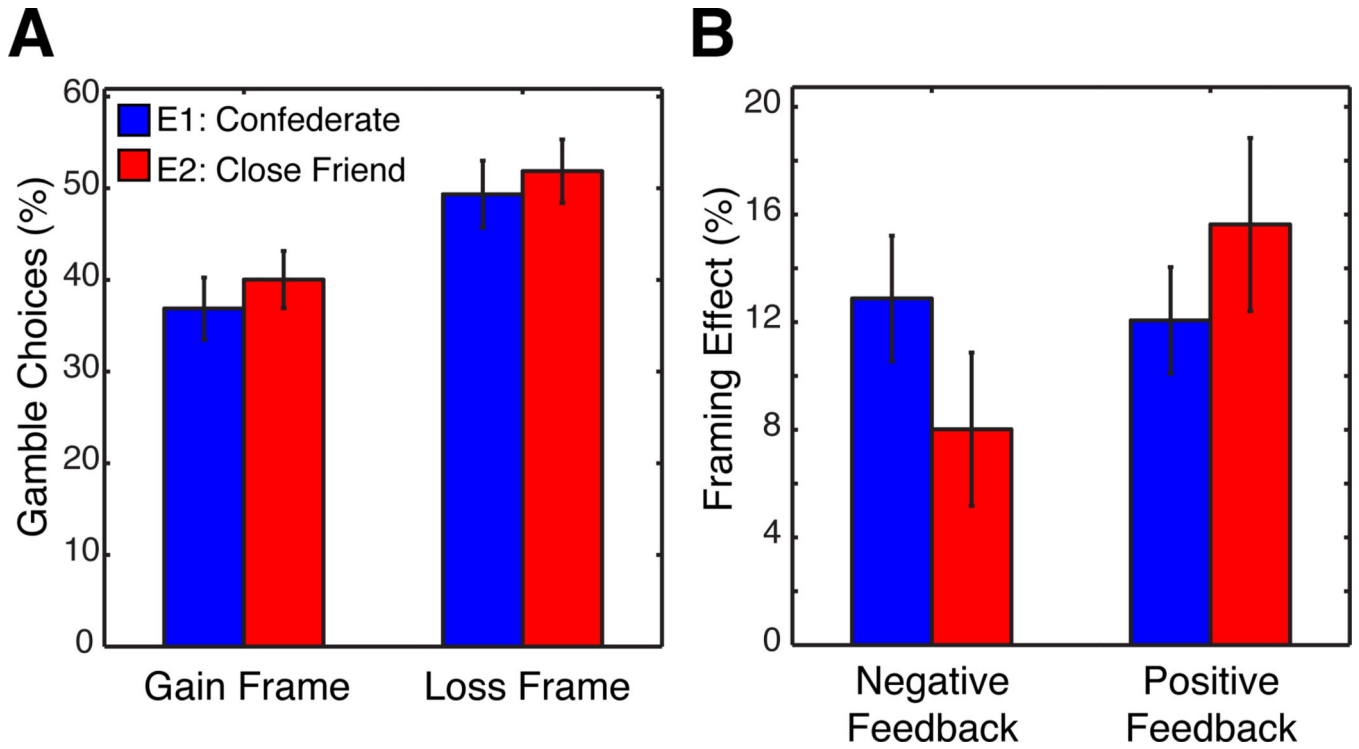 A
Gamble Choices (%)
60
50
40
30
20
10
0
E1: Confederate
E2: Close Friend
Gain Frame
Loss Frame
B
Framing Effect (%)
20
16
12
8
4
0
Negative
Feedback
Positive
Feedback